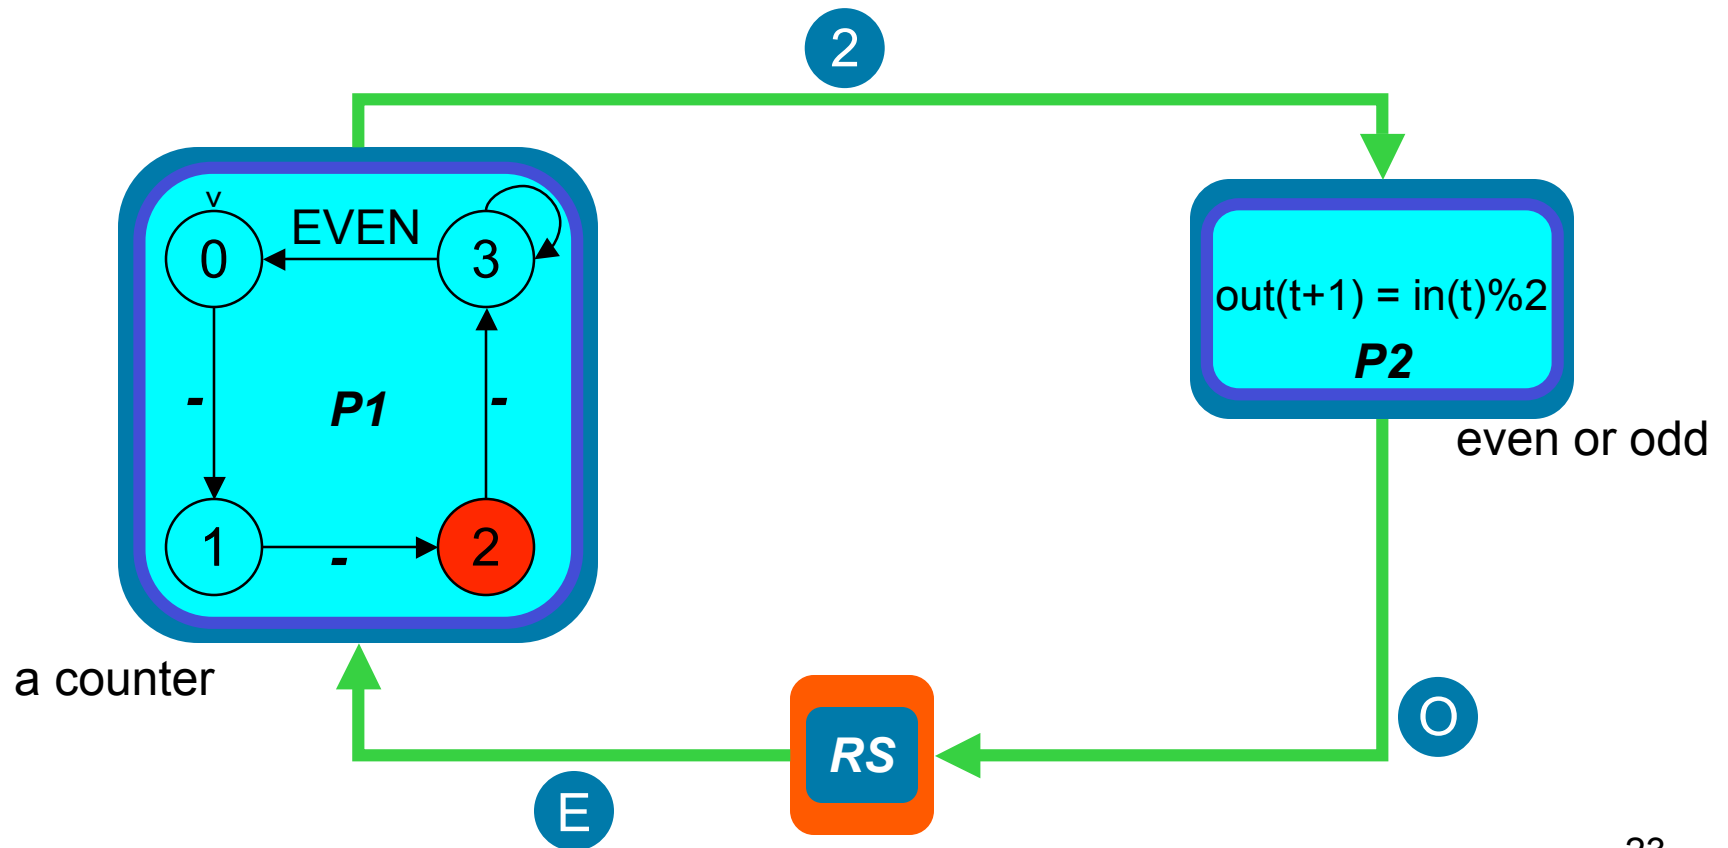 2
v
0
EVEN
3
-
P1
-
1
-
2
a counter
out(t+1) = in(t)%2
P2
even or odd
O
RS
E